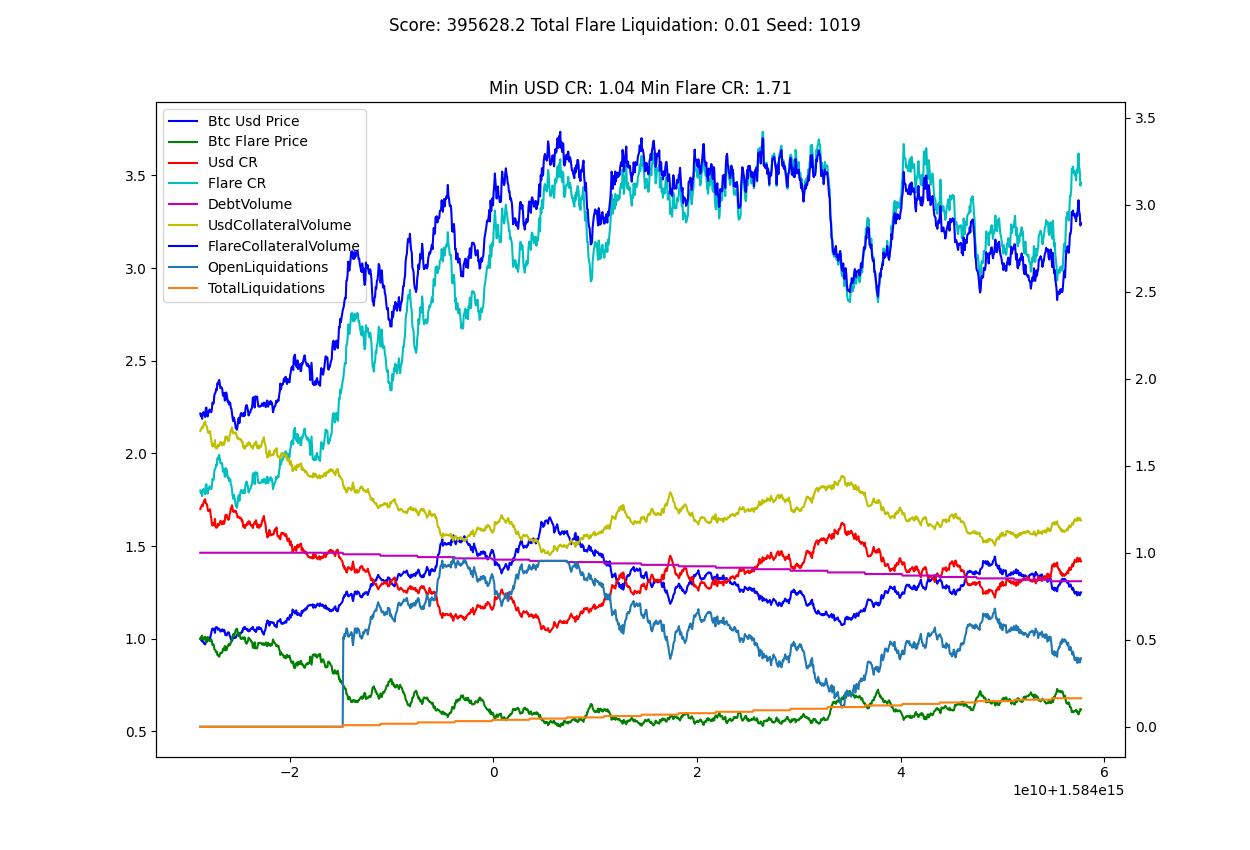 Score: 395628.2 Total Flare Liquidation: 0.01 Seed: 1019
Min USD CR: 1.04 Min Flare CR: 1.71
Btc Usd Price
Btc Flare Price
Usd CR
Flare CR
DebtVolume
UsdCollateralVolume
FlareCollateralVolume
OpenLiquidations
TotalLiquidations
3.5
3.0
2.5
2.0
1.5
1.0
0.5
3.5
3.0
2.5
2.0
1.5
1.0
0.5
0.0
−2
0
2
4
6
1e10+1.584e15